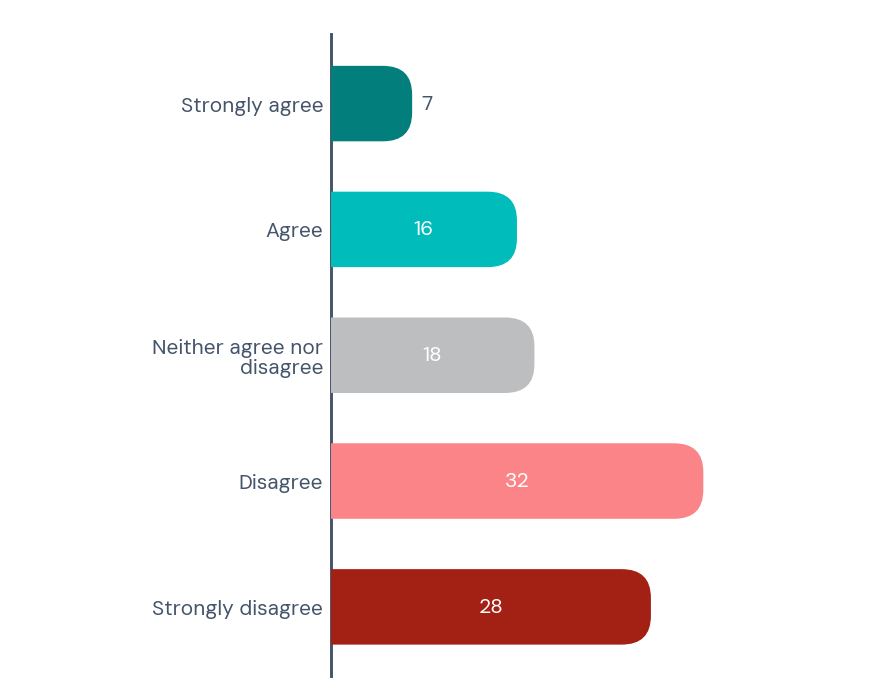 Strongly agree
7
Agree
16
Neither agree nor
disagree
18
Disagree
32
Strongly disagree
28